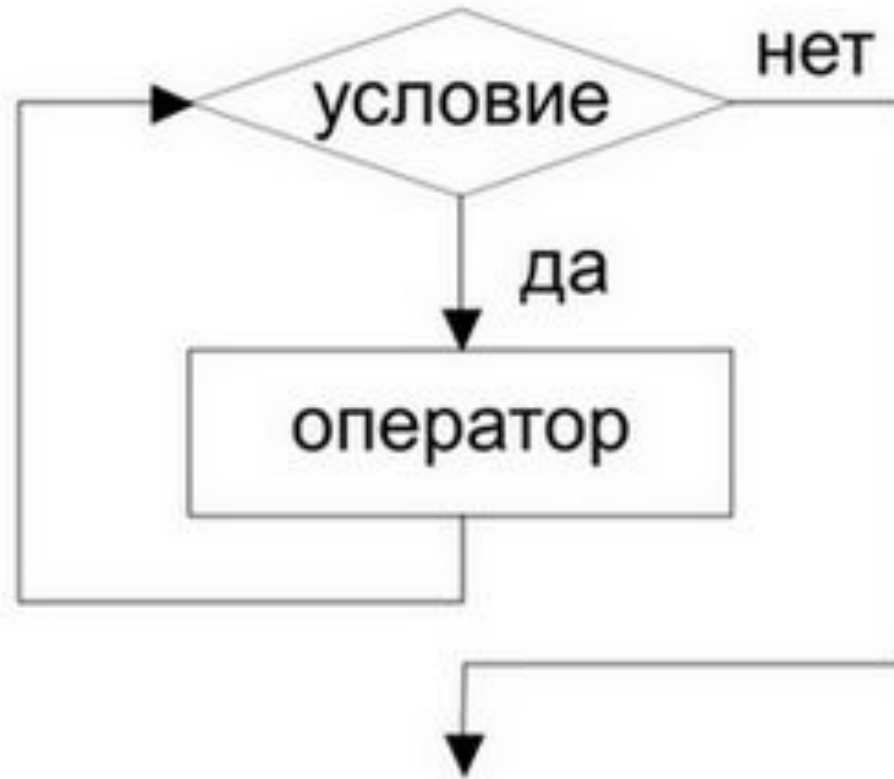 нет
условие
да
оператор